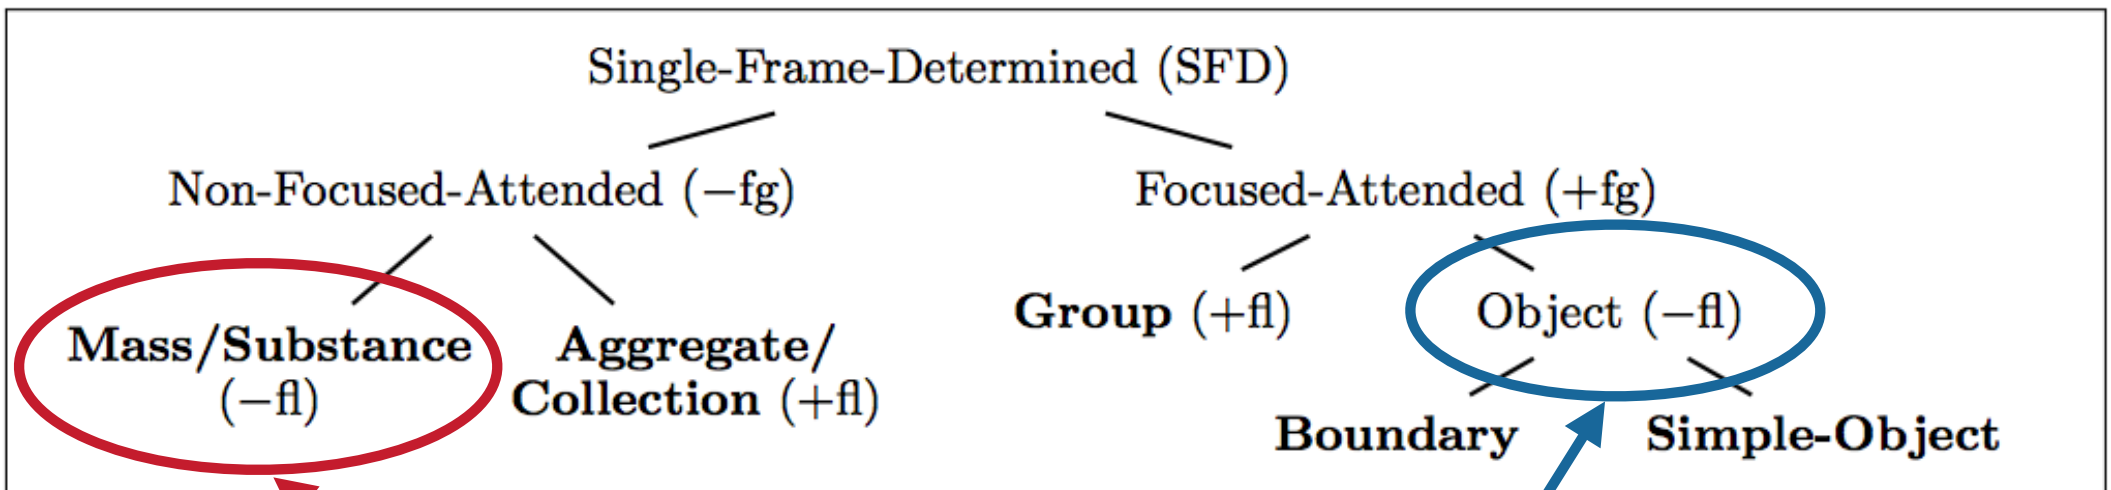 Single-Frame-Determined (SFD)
Non-Focused-Attended (−fg)
Focused-Attended (+fg)
Mass/Substance
(−fl)
Aggregate/
Collection (+fl)
Group (+fl)
Object (−fl)
Boundary
Simple-Object